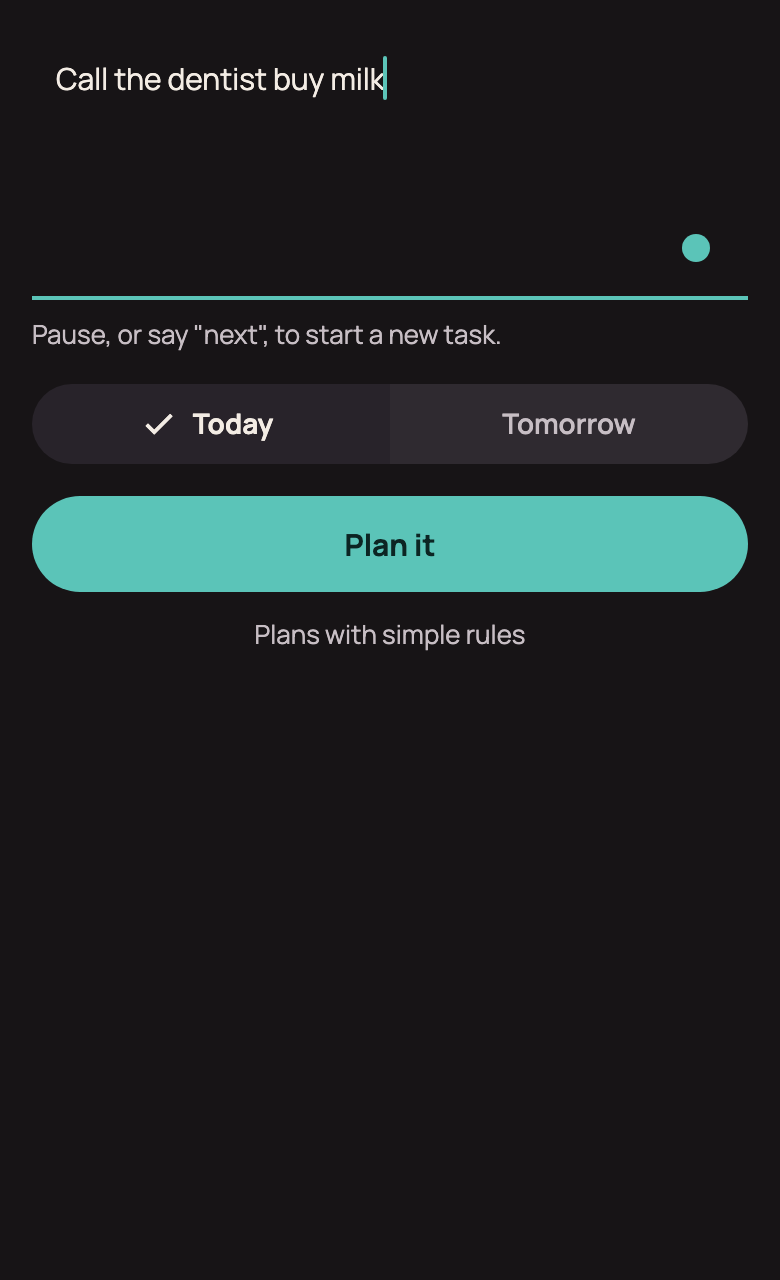 Call the dentist buy milk
Pause, or say "next", to start a new task.
Today
Tomorrow
Plan it
Plans with simple rules